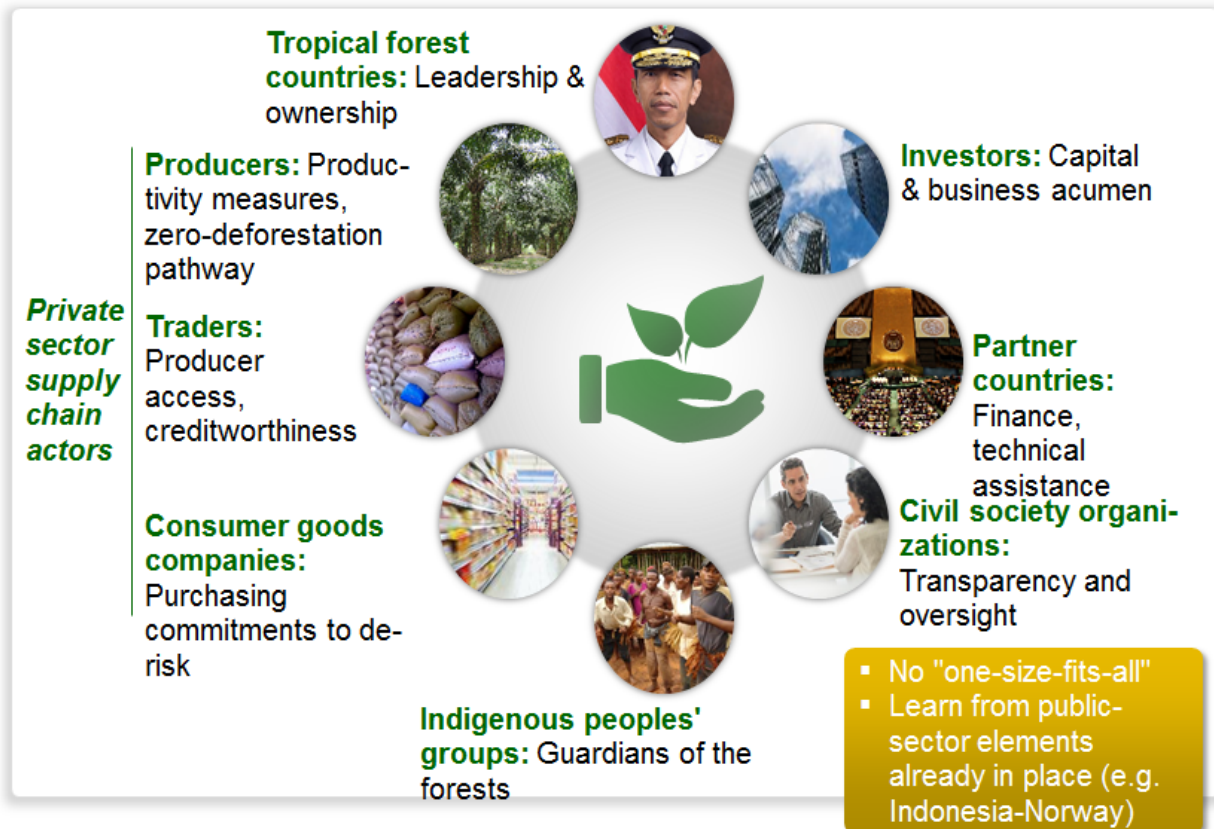 Tropical forest
countries: Leadership &
ownership
Investors: Capital
& business acumen
Producers: Produc-
tivity measures,
zero-deforestation
pathway
Private
sector
supply
chain
actors
Traders:
Producer
access,
creditworthiness
Partner
countries:
Finance,
technical
assistance
Consumer goods
companies:
Purchasing
commitments to de-
risk
Civil society organi-
zations:
Transparency and
oversight
Indigenous peoples'
groups: Guardians of the
forests
▪ No "one-size-fits-all"
▪ Learn from public-
sector elements
already in place (e.g.
Indonesia-Norway)